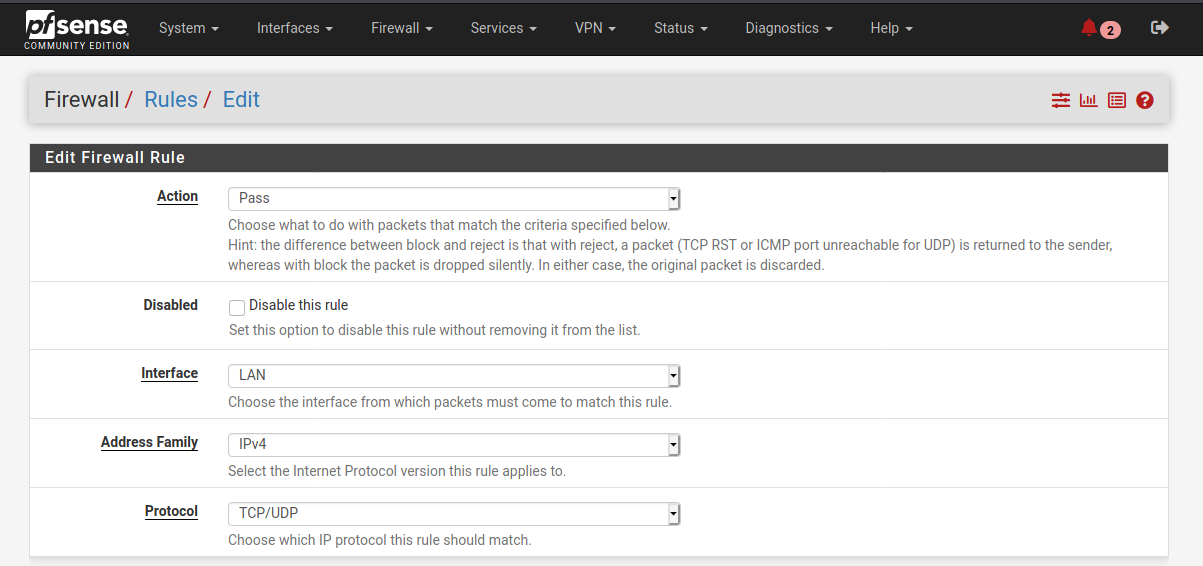 pfsense
COMMUNITY EDITION
System Interfaces Firewall Services VPN Status Diagnostics Help 2
Firewall / Rules / Edit
Edit Firewall Rule
Action Pass
Choose what to do with packets that match the criteria specified below.
Hint: the difference between block and reject is that with reject, a packet (TCP RST or ICMP port unreachable for UDP) is returned to the sender,
whereas with block the packet is dropped silently. In either case, the original packet is discarded.
Disabled Disable this rule
Set this option to disable this rule without removing it from the list.
Interface LAN
Choose the interface from which packets must come to match this rule.
Address Family IPv4
Select the Internet Protocol version this rule applies to.
Protocol TCP/UDP
Choose which IP protocol this rule should match.